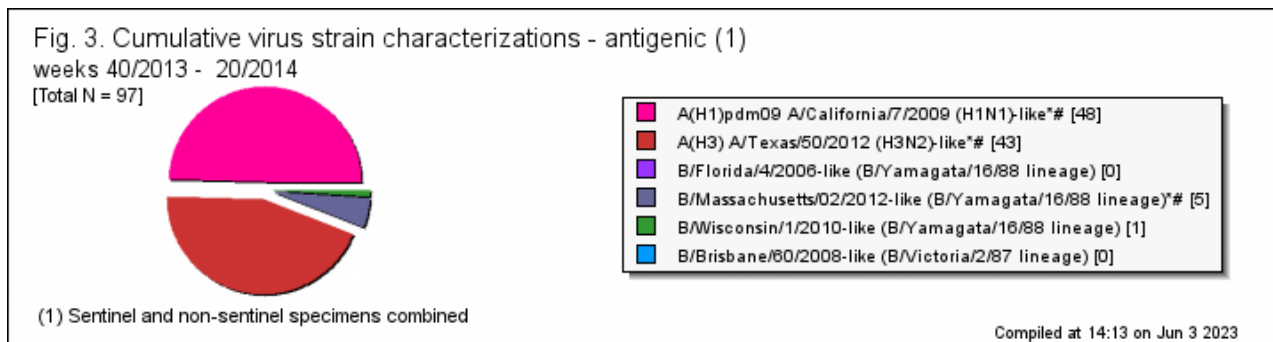 Fig. 3. Cumulative virus strain characterizations - antigenic (1)
weeks 40/2013 - 20/2014
[Total N = 97]
A(H1)pdm09 A/California/7/2009 (H1N1)-like*# [48]
A(H3) A/Texas/50/2012 (H3N2)-like*# [43]
B/Florida/4/2006-like (B/Yamagata/16/88 lineage) [0]
B/Massachusetts/02/2012-like (B/Yamagata/16/88 lineage)*# [5]
B/Wisconsin/1/2010-like (B/Yamagata/16/88 lineage) [1]
B/Brisbane/60/2008-like (B/Victoria/2/87 lineage) [0]
(1) Sentinel and non-sentinel specimens combined
Compiled at 14:13 on Jun 3 2023